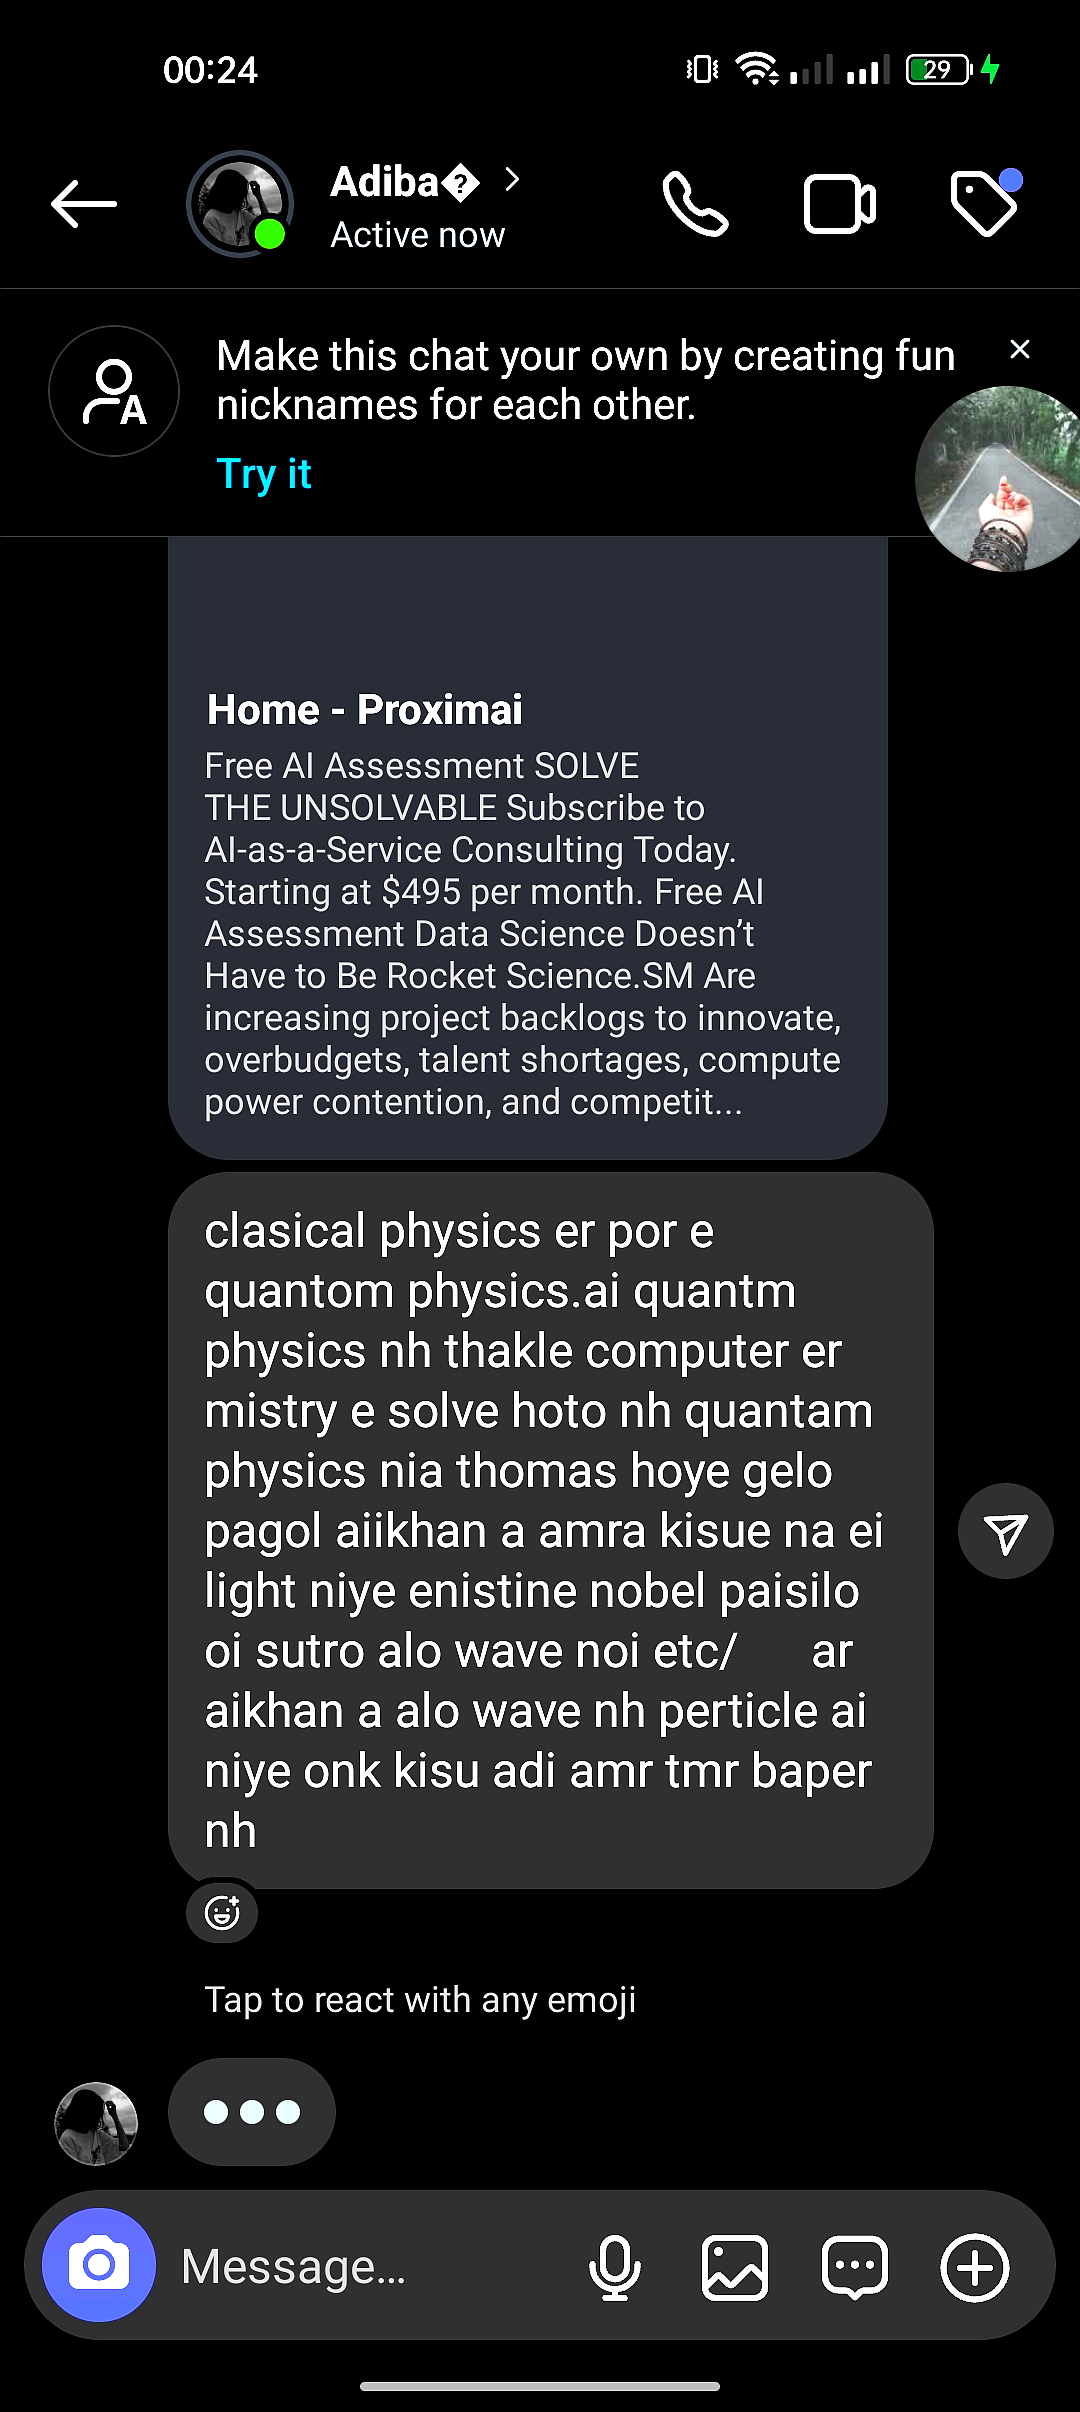 00:24
29
Adiba�
Active now
Make this chat your own by creating fun
nicknames for each other.
Try it
Home - Proximai
Free AI Assessment SOLVE
THE UNSOLVABLE Subscribe to
AI-as-a-Service Consulting Today.
Starting at $495 per month. Free AI
Assessment Data Science Doesn’t
Have to Be Rocket Science.SM Are
increasing project backlogs to innovate,
overbudgets, talent shortages, compute
power contention, and competit...
clasical physics er por e
quantom physics.ai quantm
physics nh thakle computer er
mistry e solve hoto nh quantam
physics nia thomas hoye gelo
pagol aiikhan a amra kisue na ei
light niye enistine nobel paisilo
oi sutro alo wave noi etc/ ar
aikhan a alo wave nh perticle ai
niye onk kisu adi amr tmr baper
nh
Tap to react with any emoji
Message...